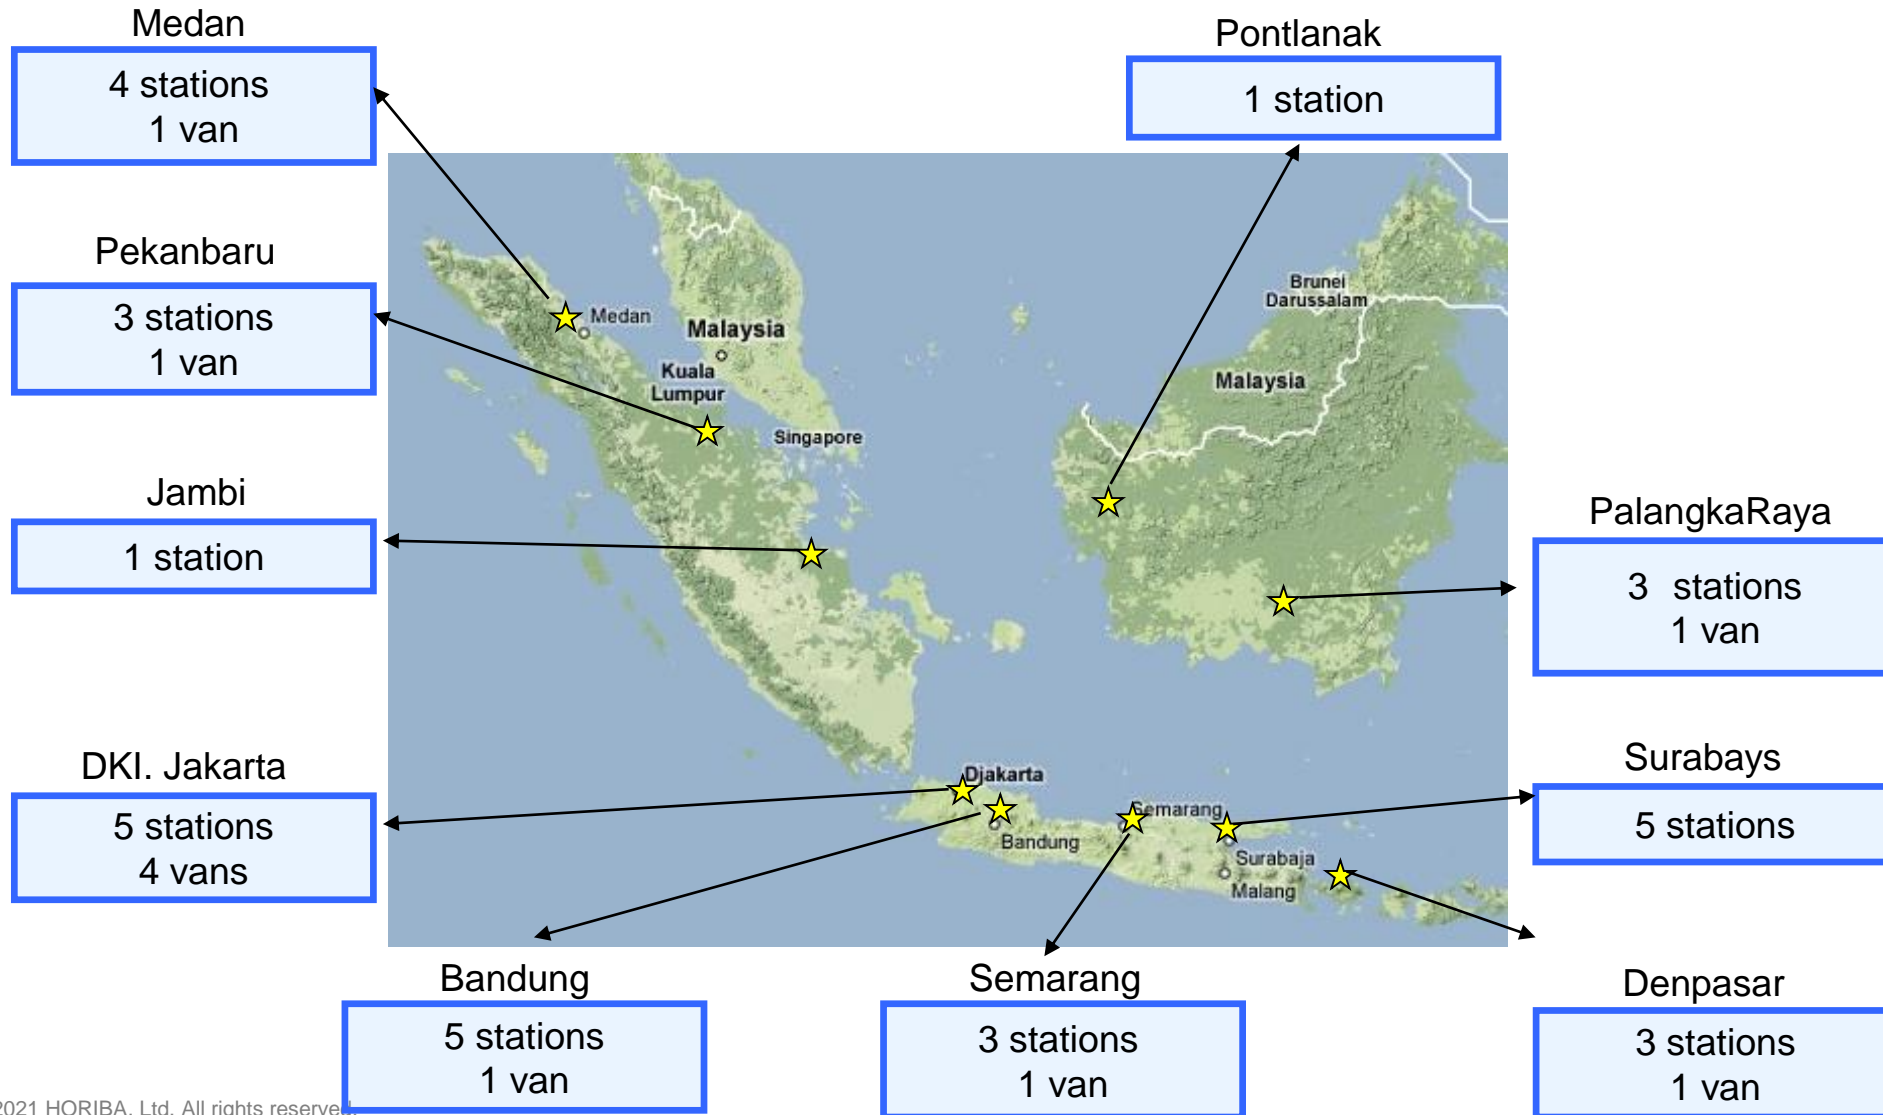 Medan
4 stations
1 van
Pontlanak
1 station
Pekanbaru
3 stations
1 van
Jambi
1 station
DKI. Jakarta
5 stations
4 vans
Medan
Malaysia
Kuala
Lumpur
Singapore
Brunei
Darussalam
Malaysia
Djakarta
Bandung
Semarang
Surabaja
Malang
PalangkaRaya
3 stations
1 van
Surabays
5 stations
Bandung
5 stations
1 van
Semarang
3 stations
1 van
Denpasar
3 stations
1 van
2021 HORIBA, Ltd. All rights reserved.